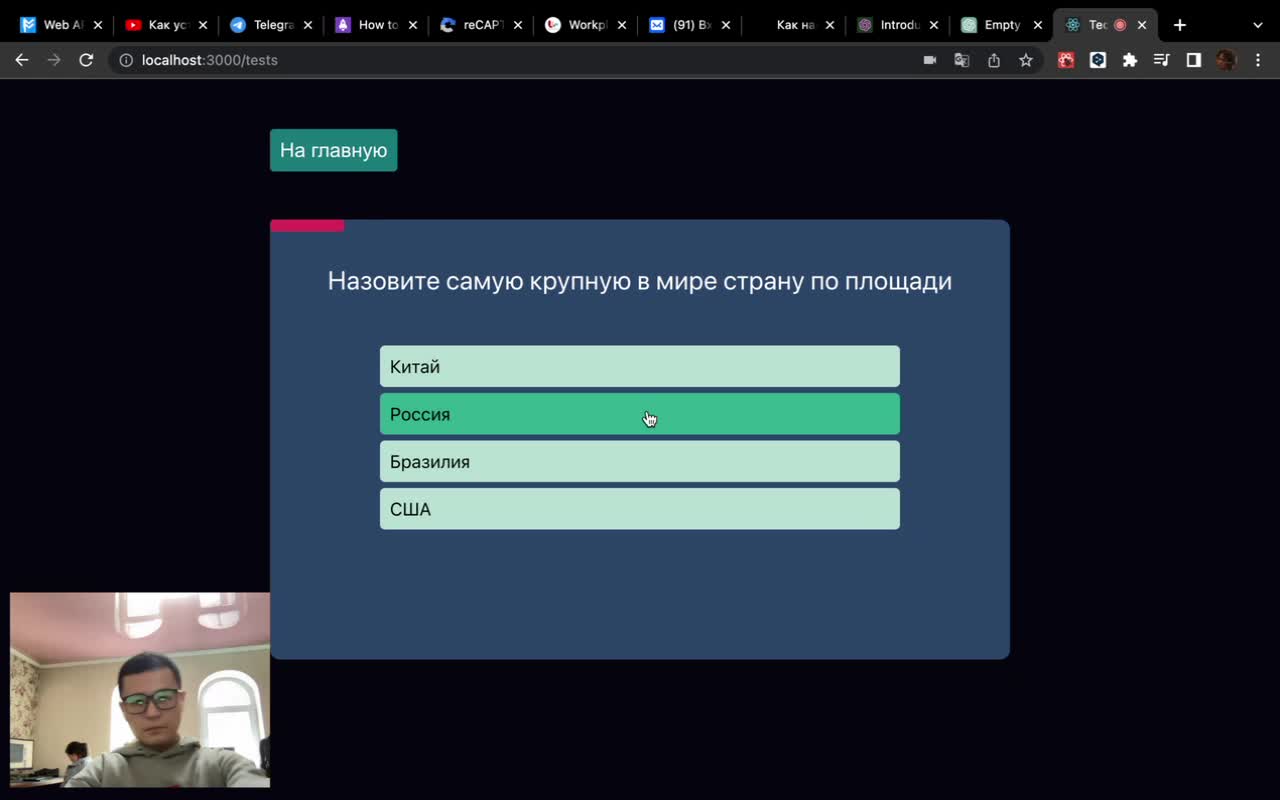 Web A
Как ус
Telegra
How to
reCAPT
Workpl
(91) Вх
Как на
Introdu
Empty
Tec
localhost:3000/tests
На главную
Назовите самую крупную в мире страну по площади
Китай
Россия
Бразилия
США